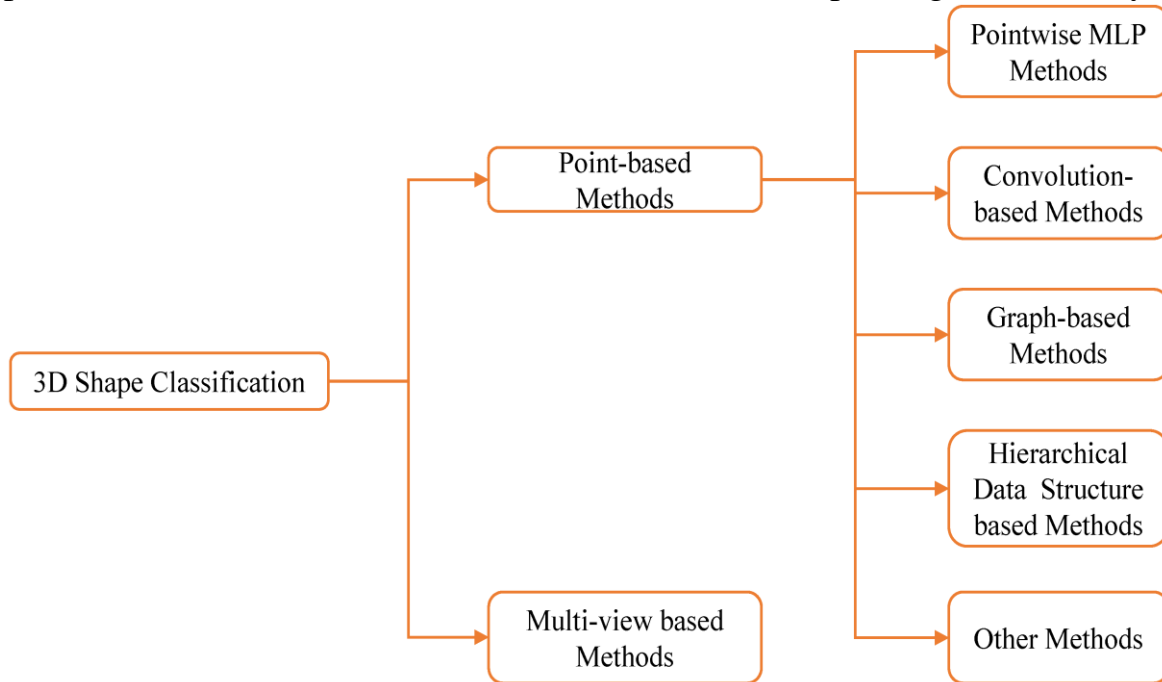 Pointwise MLP
Methods
Point-based
Methods
Convolution-
based Methods
Graph-based
Methods
3D Shape Classification
Hierarchical
Data Structure
based Methods
Multi-view based
Methods
Other Methods